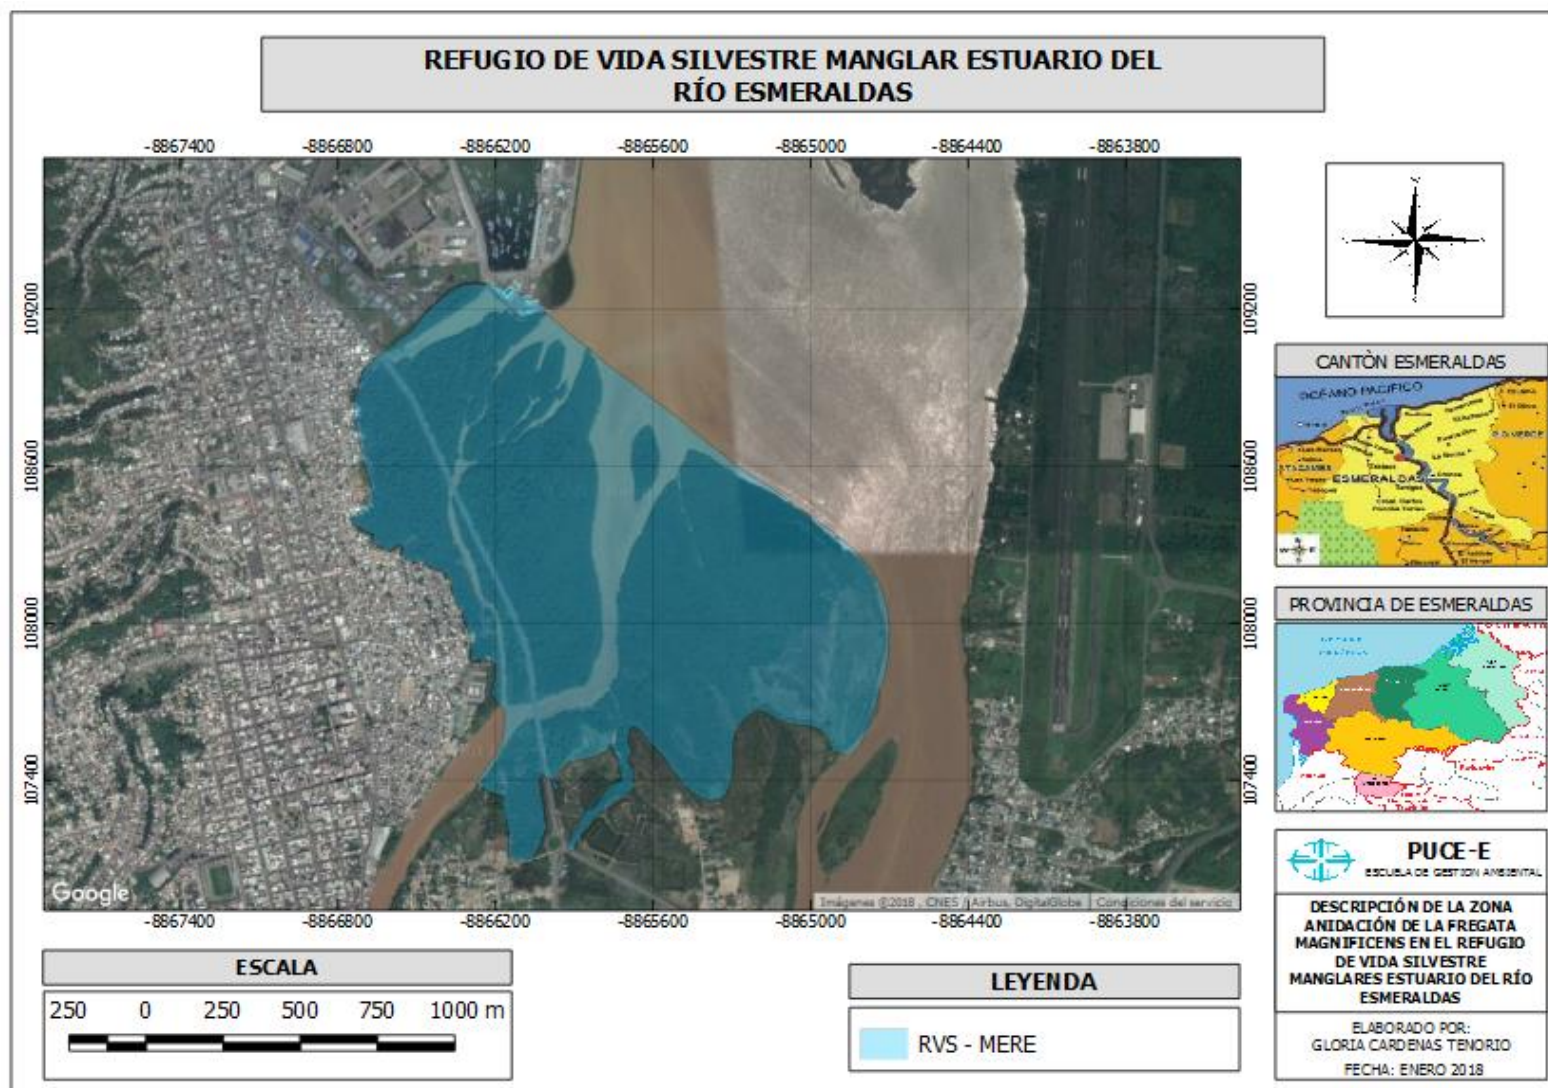 REFUGIO DE VIDA SILVESTRE MANGLAR ESTUARIO DEL
RÍO ESMERALDAS
-8867400 -8866800 -8866200 -8865600 -8865000 -8864400 -8863800
109200 109200
108600 108600
108000 108000
107400 107400
Google
Imágenes ©2018 , CNES / Airbus, DigitalGlobe Condiciones del servicio
-8867400 -8866800 -8866200 -8865600 -8865000 -8864400 -8863800
CANTÒN ESMERALDAS
OCÉANO PACIFICO
ESMERALDAS
PROVINCIA DE ESMERALDAS
PUCE-E
ESCUELA DE GESTION AMBIENTAL
DESCRIPCIÓN DE LA ZONA
ANIDACIÓN DE LA FREGATA
MAGNIFICENS EN EL REFUGIO
DE VIDA SILVESTRE
MANGLARES ESTUARIO DEL RÍO
ESMERALDAS
ELABORADO POR:
GLORIA CARDENAS TENORIO
FECHA: ENERO 2018
ESCALA
250 0 250 500 750 1000 m
LEYENDA
RVS - MERE